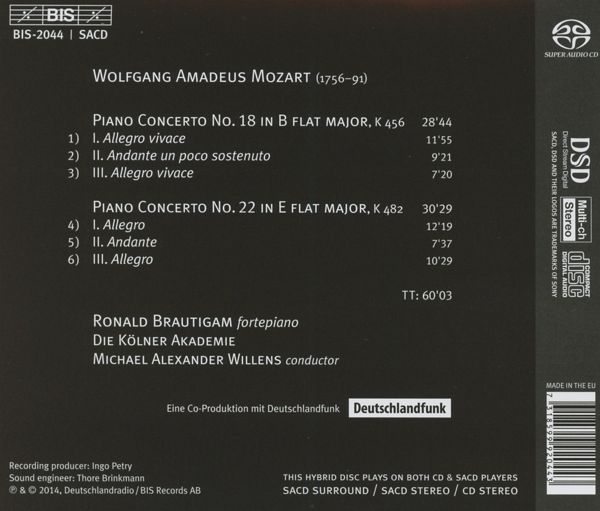 BIS
BIS-2044 | SACD
SUPER AUDIO CD
WOLFGANG AMADEUS MOZART (1756–91)
PIANO CONCERTO NO. 18 IN B FLAT MAJOR, K 456 28'44
1) I. Allegro vivace 11'55
2) II. Andante un poco sostenuto 9'21
3) III. Allegro vivace 7'20
PIANO CONCERTO NO. 22 IN E FLAT MAJOR, K 482 30'29
4) I. Allegro 12'19
5) II. Andante 7'37
6) III. Allegro 10'29
TT: 60'03
RONALD BRAUTIGAM fortepiano
DIE KÖLNER AKADEMIE
MICHAEL ALEXANDER WILLENS conductor
Eine Co-Produktion mit Deutschlandfunk Deutschlandfunk
Recording producer: Ingo Petry
Sound engineer: Thore Brinkmann
℗ & © 2014, Deutschlandradio / BIS Records AB
THIS HYBRID DISC PLAYS ON BOTH CD & SACD PLAYERS
SACD SURROUND / SACD STEREO / CD STEREO
DSD
Direct Stream Digital
SACD, DSD AND THEIR LOGOS ARE TRADEMARKS OF SONY
Multi-ch
Stereo
COMPACT
disc
DIGITAL AUDIO
MADE IN THE EU
7 318599 920443